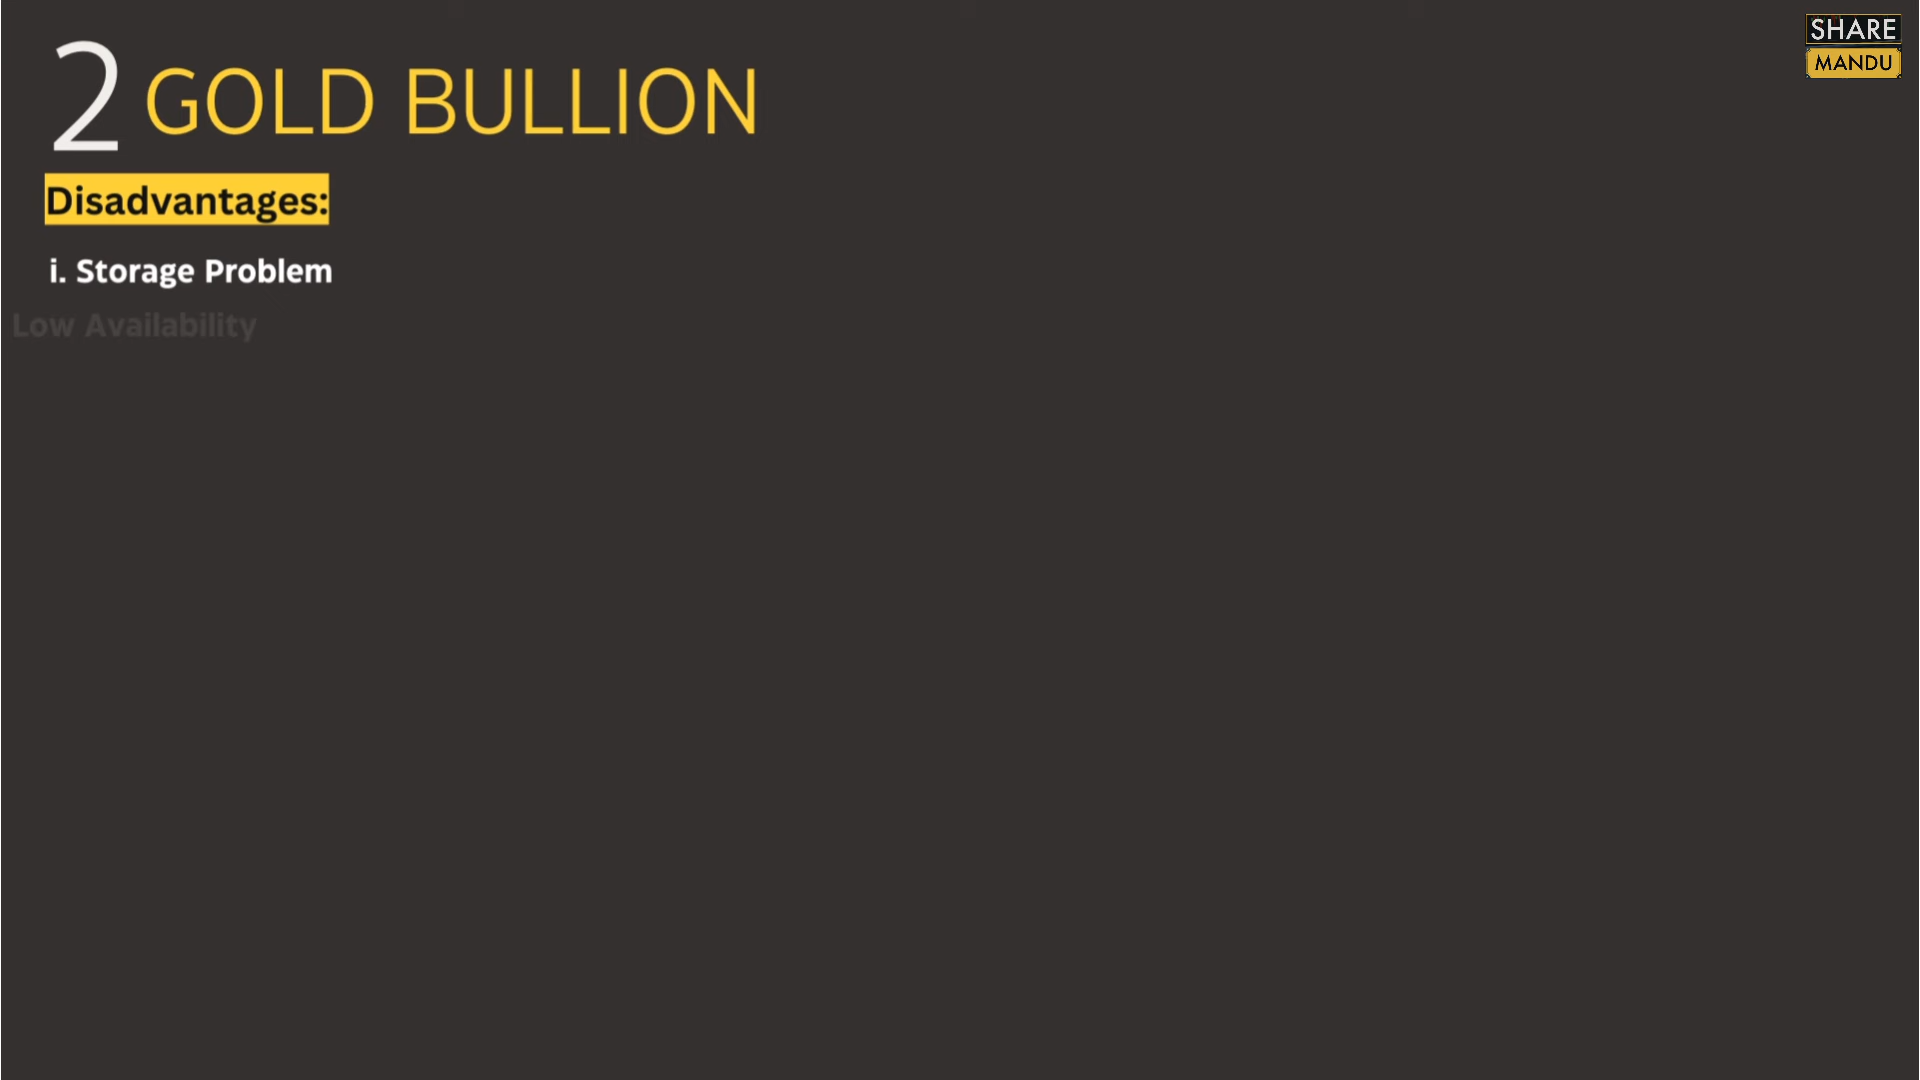 2 GOLD BULLION
SHARE
MANDU
Disadvantages:
i. Storage Problem
Low Availability